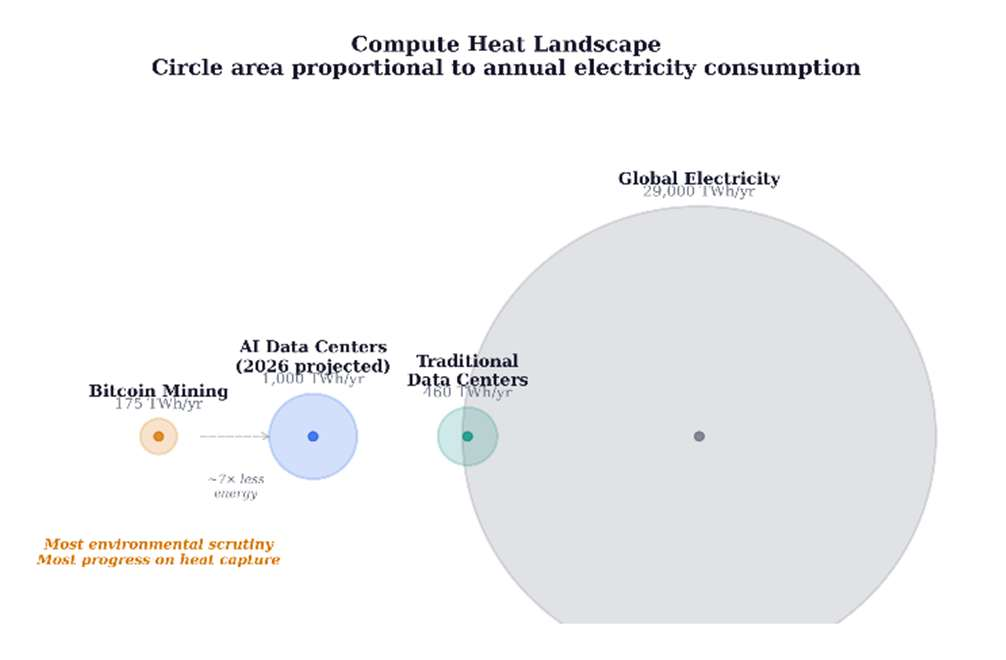 Compute Heat Landscape
Circle area proportional to annual electricity consumption
Global Electricity
29,000 TWh/yr
AI Data Centers
(2026 projected)
1,000 TWh/yr
Traditional
Data Centers
460 TWh/yr
Bitcoin Mining
175 TWh/yr
~7× less
energy
Most environmental scrutiny
Most progress on heat capture